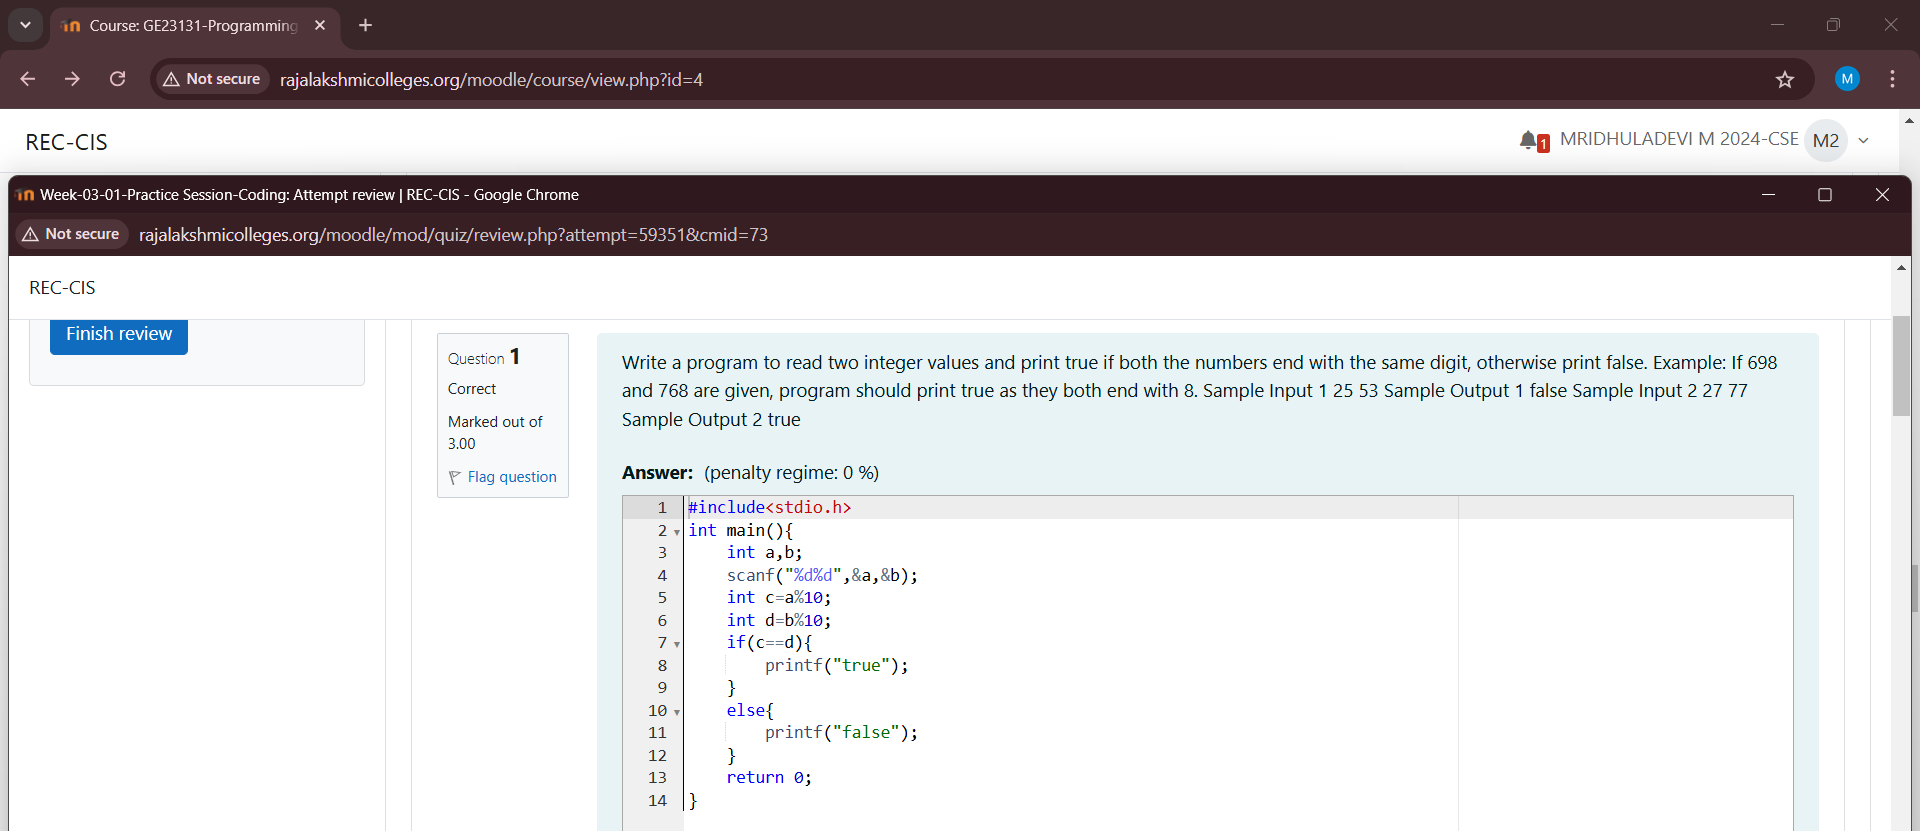 Course: GE23131-Programming
Not secure rajalakshmicolleges.org/moodle/course/view.php?id=4
M
REC-CIS
1 MRIDHULADEVI M 2024-CSE M2
Week-03-01-Practice Session-Coding: Attempt review | REC-CIS - Google Chrome
Not secure rajalakshmicolleges.org/moodle/mod/quiz/review.php?attempt=59351&cmid=73
REC-CIS
Finish review
Question 1
Correct
Marked out of
3.00
Flag question
Write a program to read two integer values and print true if both the numbers end with the same digit, otherwise print false. Example: If 698
and 768 are given, program should print true as they both end with 8. Sample Input 1 25 53 Sample Output 1 false Sample Input 2 27 77
Sample Output 2 true
Answer: (penalty regime: 0 %)
1 #include<stdio.h>
2 int main(){
3 int a,b;
4 scanf("%d%d",&a,&b);
5 int c=a%10;
6 int d=b%10;
7 if(c==d){
8 printf("true");
9 }
10 else{
11 printf("false");
12 }
13 return 0;
14 }